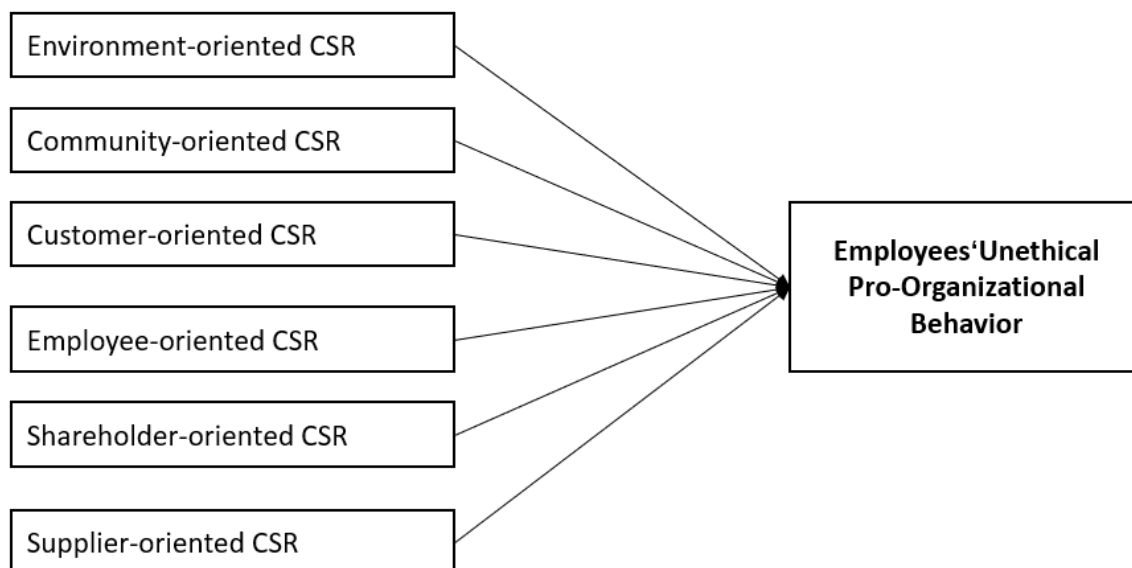 Environment-oriented CSR
Community-oriented CSR
Customer-oriented CSR
Employee-oriented CSR
Shareholder-oriented CSR
Supplier-oriented CSR
Employees‘Unethical
Pro-Organizational
Behavior